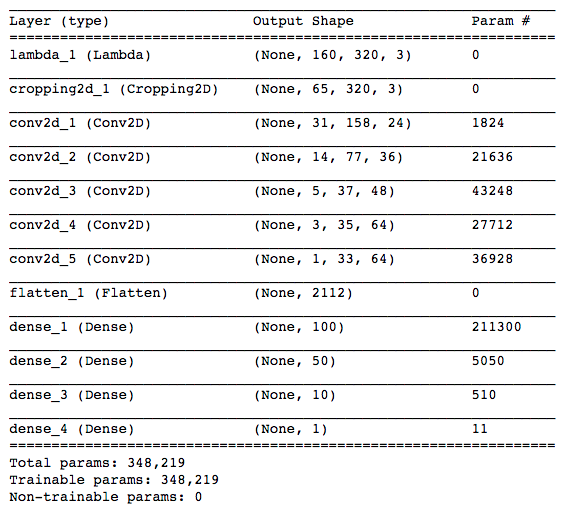 Layer (type) Output Shape Param #
=================================================================
lambda_1 (Lambda) (None, 160, 320, 3) 0
cropping2d_1 (Cropping2D) (None, 65, 320, 3) 0
conv2d_1 (Conv2D) (None, 31, 158, 24) 1824
conv2d_2 (Conv2D) (None, 14, 77, 36) 21636
conv2d_3 (Conv2D) (None, 5, 37, 48) 43248
conv2d_4 (Conv2D) (None, 3, 35, 64) 27712
conv2d_5 (Conv2D) (None, 1, 33, 64) 36928
flatten_1 (Flatten) (None, 2112) 0
dense_1 (Dense) (None, 100) 211300
dense_2 (Dense) (None, 50) 5050
dense_3 (Dense) (None, 10) 510
dense_4 (Dense) (None, 1) 11
=================================================================
Total params: 348,219
Trainable params: 348,219
Non-trainable params: 0